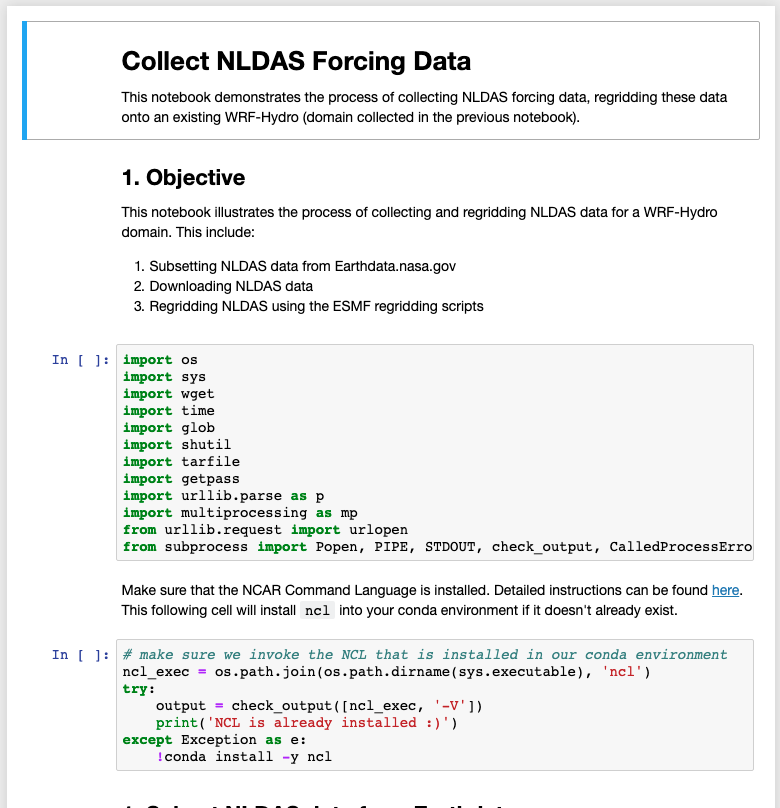 Collect NLDAS Forcing Data
This notebook demonstrates the process of collecting NLDAS forcing data, regridding these data
onto an existing WRF-Hydro (domain collected in the previous notebook).
1. Objective
This notebook illustrates the process of collecting and regridding NLDAS data for a WRF-Hydro
domain. This include:
1. Subsetting NLDAS data from Earthdata.nasa.gov
2. Downloading NLDAS data
3. Regridding NLDAS using the ESMF regridding scripts
In [ ]: import os
import sys
import wget
import time
import glob
import shutil
import tarfile
import getpass
import urllib.parse as p
import multiprocessing as mp
from urllib.request import urlopen
from subprocess import Popen, PIPE, STDOUT, check_output, CalledProcessErro
Make sure that the NCAR Command Language is installed. Detailed instructions can be found here.
This following cell will install ncl into your conda environment if it doesn't already exist.
In [ ]: # make sure we invoke the NCL that is installed in our conda environment
ncl_exec = os.path.join(os.path.dirname(sys.executable), 'ncl')
try:
    output = check_output([ncl_exec, '-V'])
    print('NCL is already installed :)')
except Exception as e:
    !conda install -y ncl